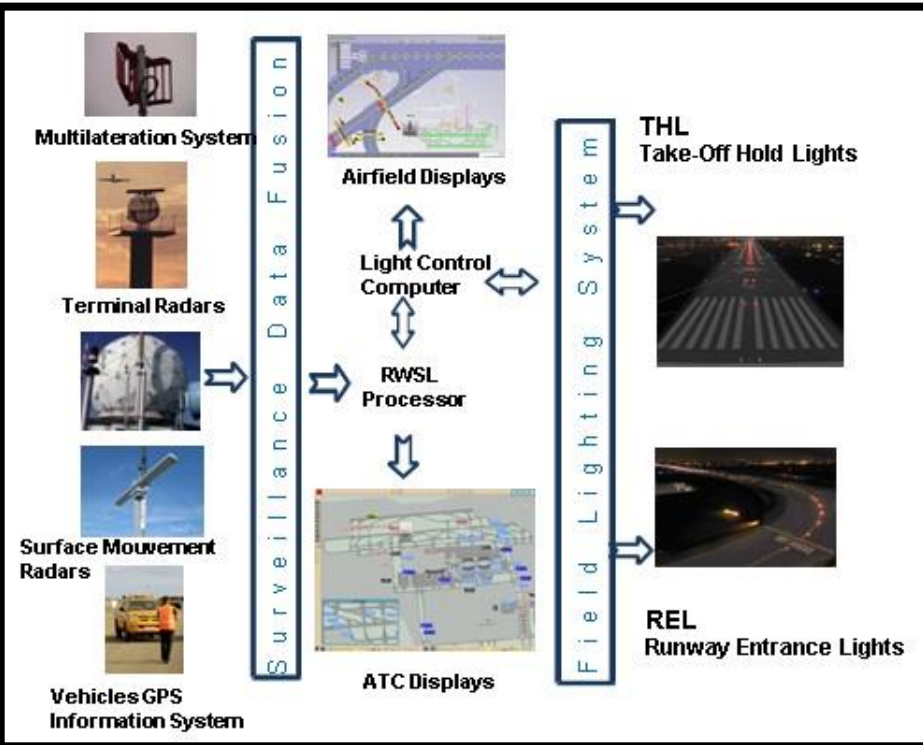 Multilateration System
Terminal Radars
Surface Mouvement
Radars
Vehicles GPS
Information System
Surveillance Data Fusion
Airfield Displays
Light Control
Computer
RWSL
Processor
ATC Displays
Field Lighting System
THL
Take-Off Hold Lights
REL
Runway Entrance Lights